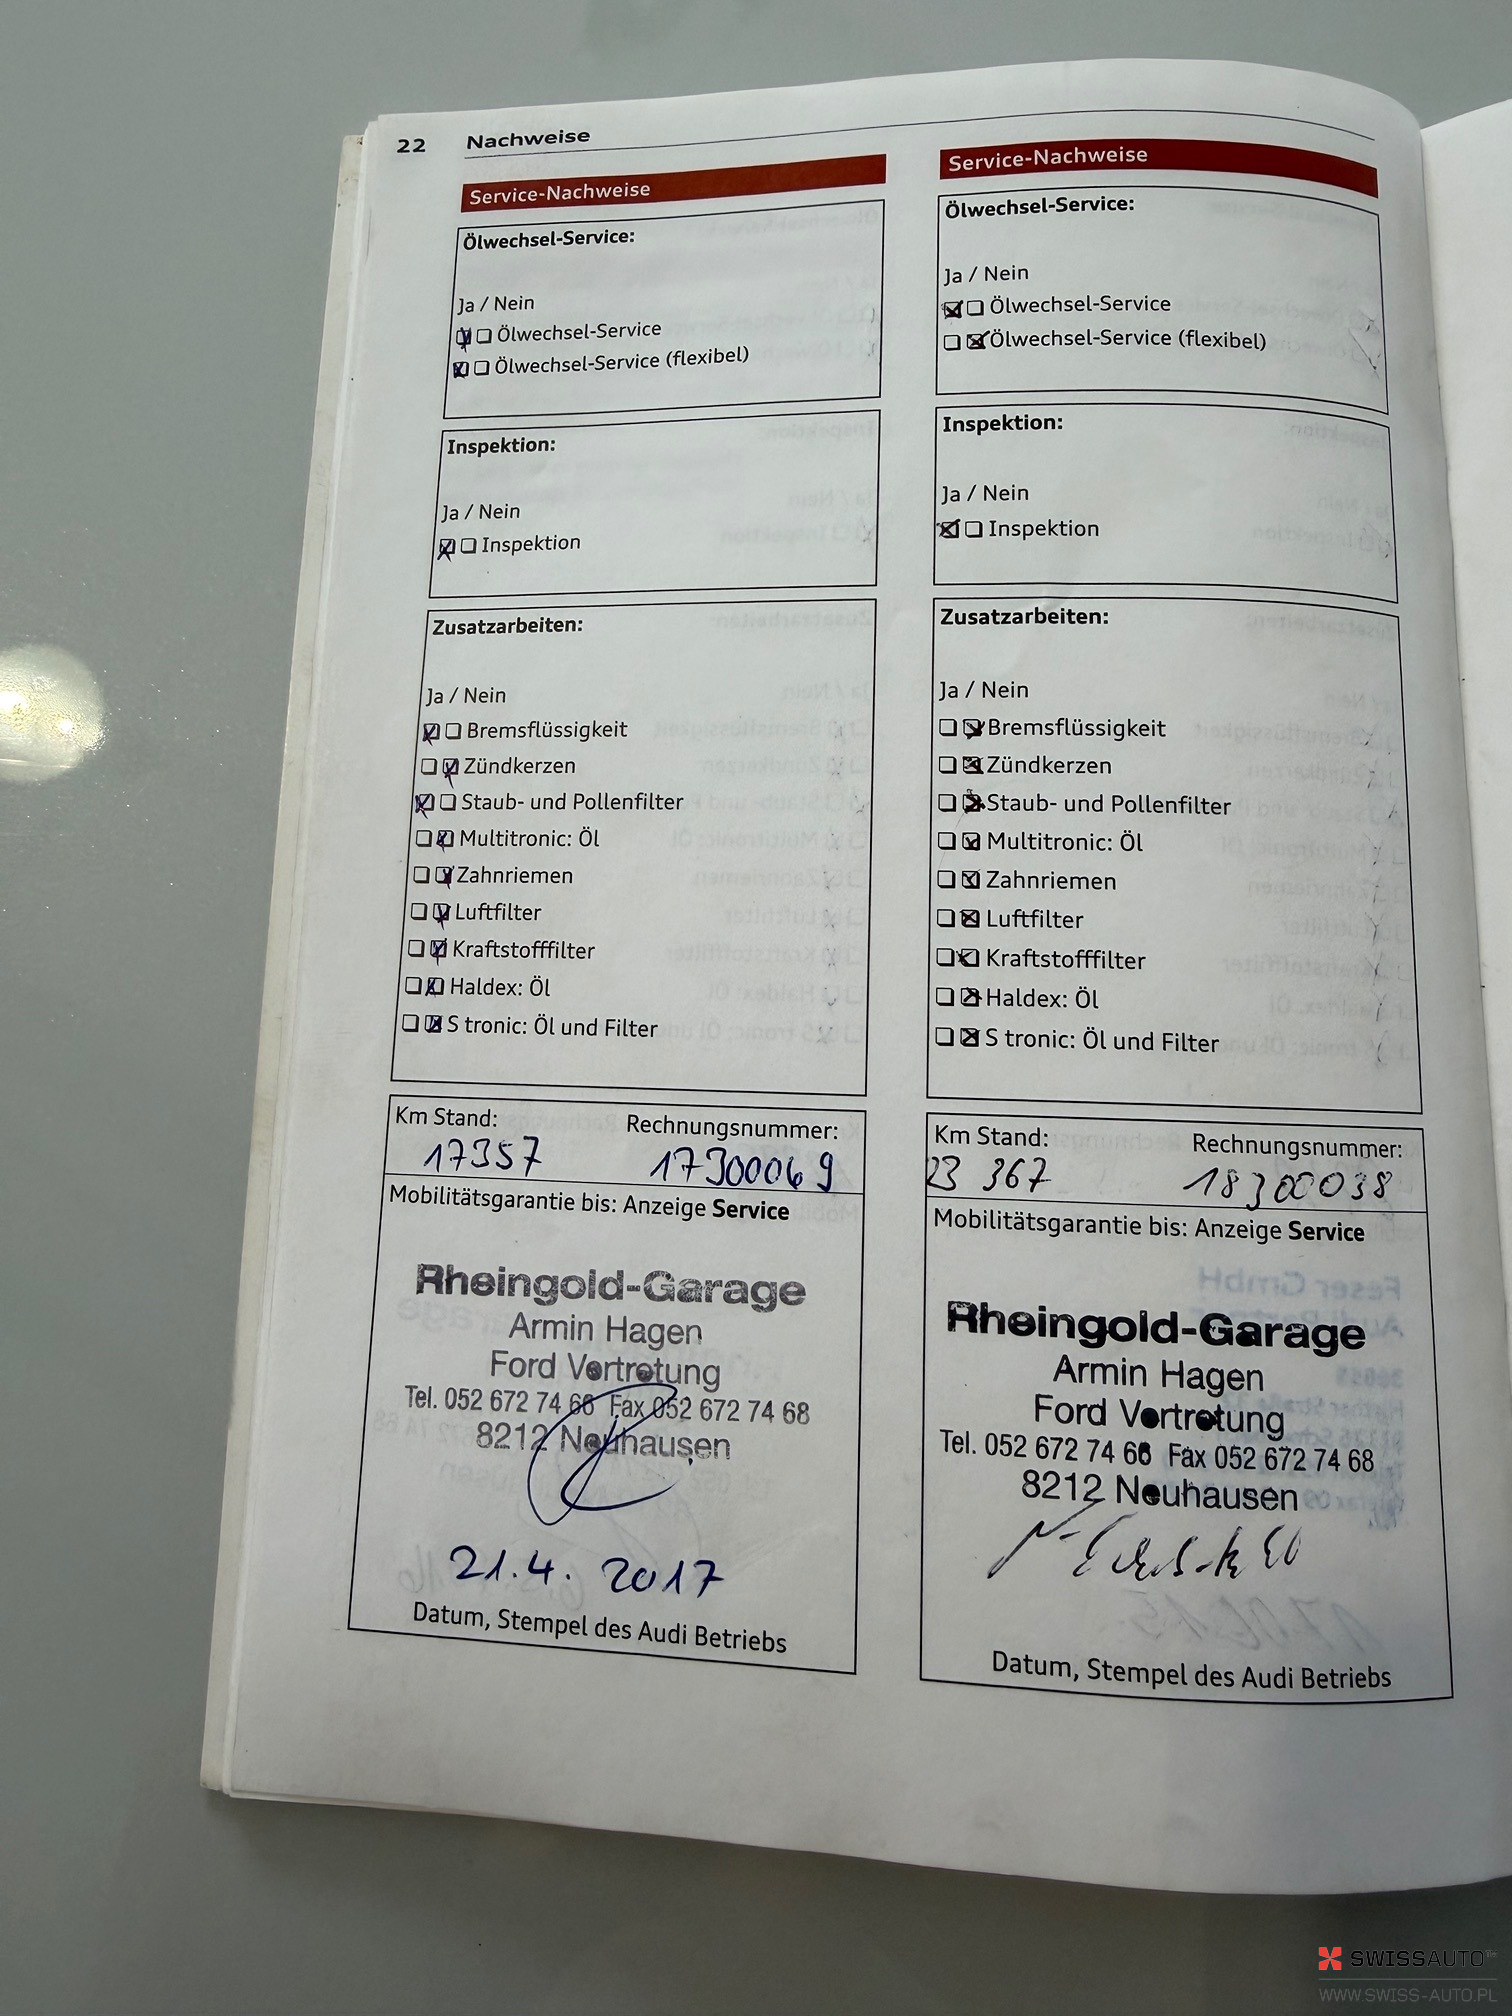 22 Nachweise
Service-Nachweise
Ölwechsel-Service:
Ja / Nein
Ölwechsel-Service
Ölwechsel-Service (flexibel)
Inspektion:
Ja / Nein
Inspektion
Zusatzarbeiten:
Ja / Nein
Bremsflüssigkeit
Zündkerzen
Staub- und Pollenfilter
Multitronic: Öl
Zahnriemen
Luftfilter
Kraftstofffilter
Haldex: Öl
S tronic: Öl und Filter
Km Stand: Rechnungsnummer:
17357 17300069
Mobilitätsgarantie bis: Anzeige Service
Rheingold-Garage
Armin Hagen
Ford Vertretung
Tel. 052 672 74 66 Fax 052 672 74 68
8212 Neuhausen
21.4. 2017
Datum, Stempel des Audi Betriebs
Service-Nachweise
Ölwechsel-Service:
Ja / Nein
Ölwechsel-Service
Ölwechsel-Service (flexibel)
Inspektion:
Ja / Nein
Inspektion
Zusatzarbeiten:
Ja / Nein
Bremsflüssigkeit
Zündkerzen
Staub- und Pollenfilter
Multitronic: Öl
Zahnriemen
Luftfilter
Kraftstofffilter
Haldex: Öl
S tronic: Öl und Filter
Km Stand: Rechnungsnummer:
23 367 18300038
Mobilitätsgarantie bis: Anzeige Service
Rheingold-Garage
Armin Hagen
Ford Vertretung
Tel. 052 672 74 66 Fax 052 672 74 68
8212 Neuhausen
Datum, Stempel des Audi Betriebs
SWISSAUTO
WWW.SWISS-AUTO.PL